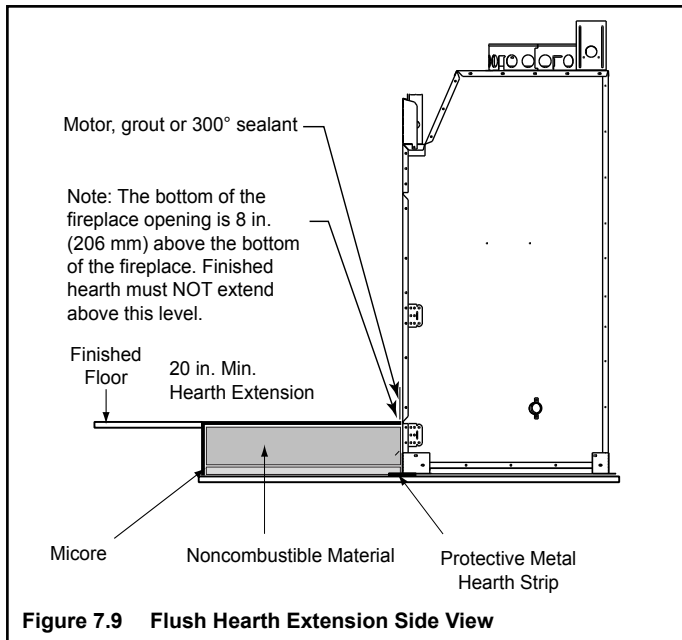 Motor, grout or 300° sealant
Note: The bottom of the
fireplace opening is 8 in.
(206 mm) above the bottom
of the fireplace. Finished
hearth must NOT extend
above this level.
Finished
Floor
20 in. Min.
Hearth Extension
Micore
Noncombustible Material
Protective Metal
Hearth Strip
Figure 7.9 Flush Hearth Extension Side View